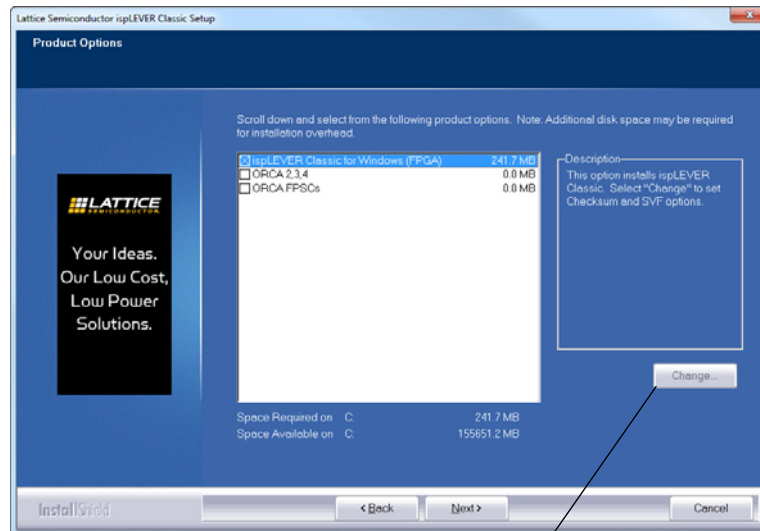 Lattice Semiconductor ispLEVER Classic Setup
Product Options
Scroll down and select from the following product options. Note: Additional disk space may be required
for installation overhead.
ispLEVER Classic for Windows (FPGA) 241.7 MB
ORCA 2,3,4 0.0 MB
ORCA FPSCs 0.0 MB
Description
This option installs ispLEVER
Classic. Select "Change" to set
Checksum and SVF options.
LATTICE
SEMICONDUCTOR.
Your Ideas.
Our Low Cost,
Low Power
Solutions.
Change...
Space Required on C: 241.7 MB
Space Available on C: 155651.2 MB
InstallShield
< Back
Next >
Cancel